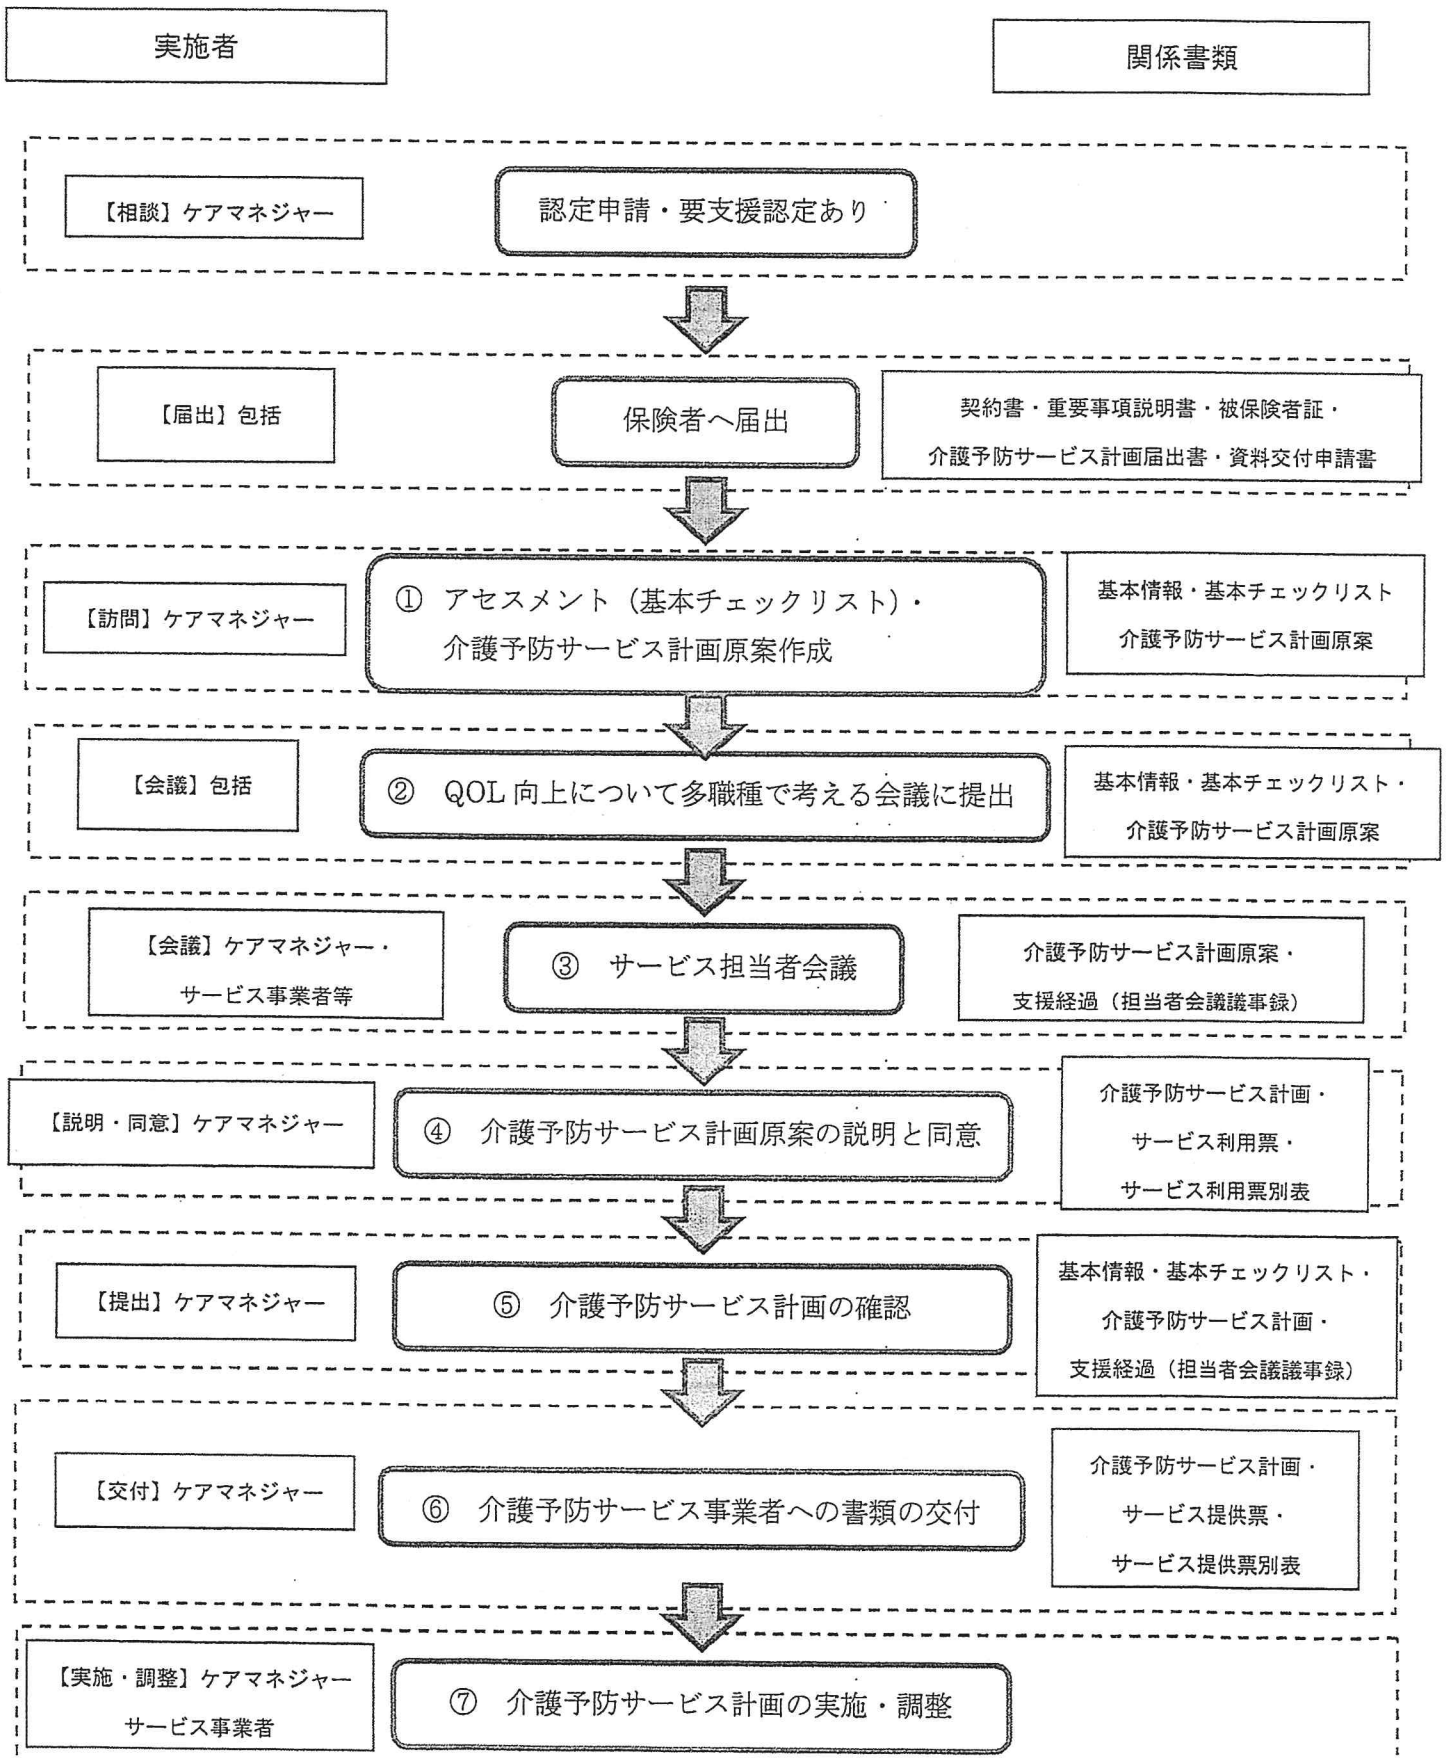 実施者
関係書類
【相談】ケアマネジャー
認定申請・要支援認定あり
【届出】包括
保険者へ届出
契約書・重要事項説明書・被保険者証・
介護予防サービス計画届出書・資料交付申請書
【訪問】ケアマネジャー
① アセスメント（基本チェックリスト）・
介護予防サービス計画原案作成
基本情報・基本チェックリスト
介護予防サービス計画原案
【会議】包括
② QOL 向上について多職種で考える会議に提出
基本情報・基本チェックリスト・
介護予防サービス計画原案
【会議】ケアマネジャー・
サービス事業者等
③ サービス担当者会議
介護予防サービス計画原案・
支援経過（担当者会議議事録）
【説明・同意】ケアマネジャー
④ 介護予防サービス計画原案の説明と同意
介護予防サービス計画・
サービス利用票・
サービス利用票別表
【提出】ケアマネジャー
⑤ 介護予防サービス計画の確認
基本情報・基本チェックリスト・
介護予防サービス計画・
支援経過（担当者会議議事録）
【交付】ケアマネジャー
⑥ 介護予防サービス事業者への書類の交付
介護予防サービス計画・
サービス提供票・
サービス提供票別表
【実施・調整】ケアマネジャー
サービス事業者
⑦ 介護予防サービス計画の実施・調整